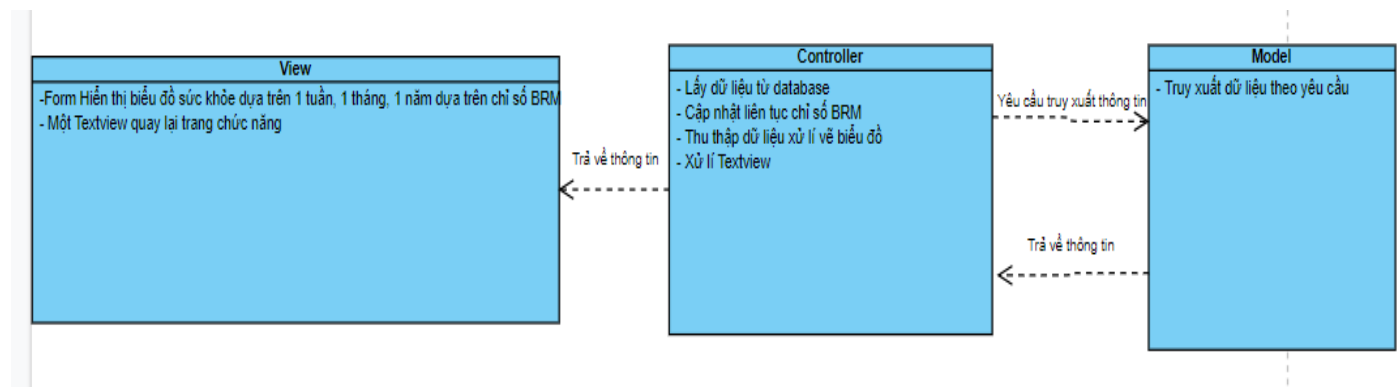 View
-Form Hiển thị biểu đồ sức khỏe dựa trên 1 tuần, 1 tháng, 1 năm dựa trên chỉ số BRM
- Một Textview quay lại trang chức năng
Trả về thông tin
Controller
- Lấy dữ liệu từ database
- Cập nhật liên tục chỉ số BRM
- Thu thập dữ liệu xử lí vẽ biểu đồ
- Xử lí Textview
Yêu cầu truy xuất thông tin
Trả về thông tin
Model
- Truy xuất dữ liệu theo yêu cầu